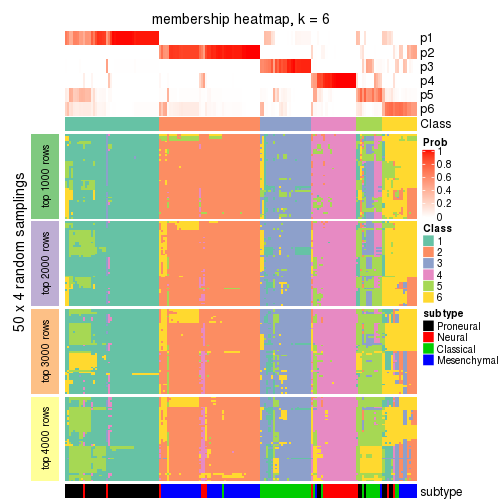 membership heatmap, k = 6
p1
p2
p3
p4
p5
p6
Class
50 x 4 random samplings
top 1000 rows
top 2000 rows
top 3000 rows
top 4000 rows
Prob
1
0.8
0.6
0.4
0.2
0
Class
1
2
3
4
5
6
subtype
Proneural
Neural
Classical
Mesenchymal
subtype